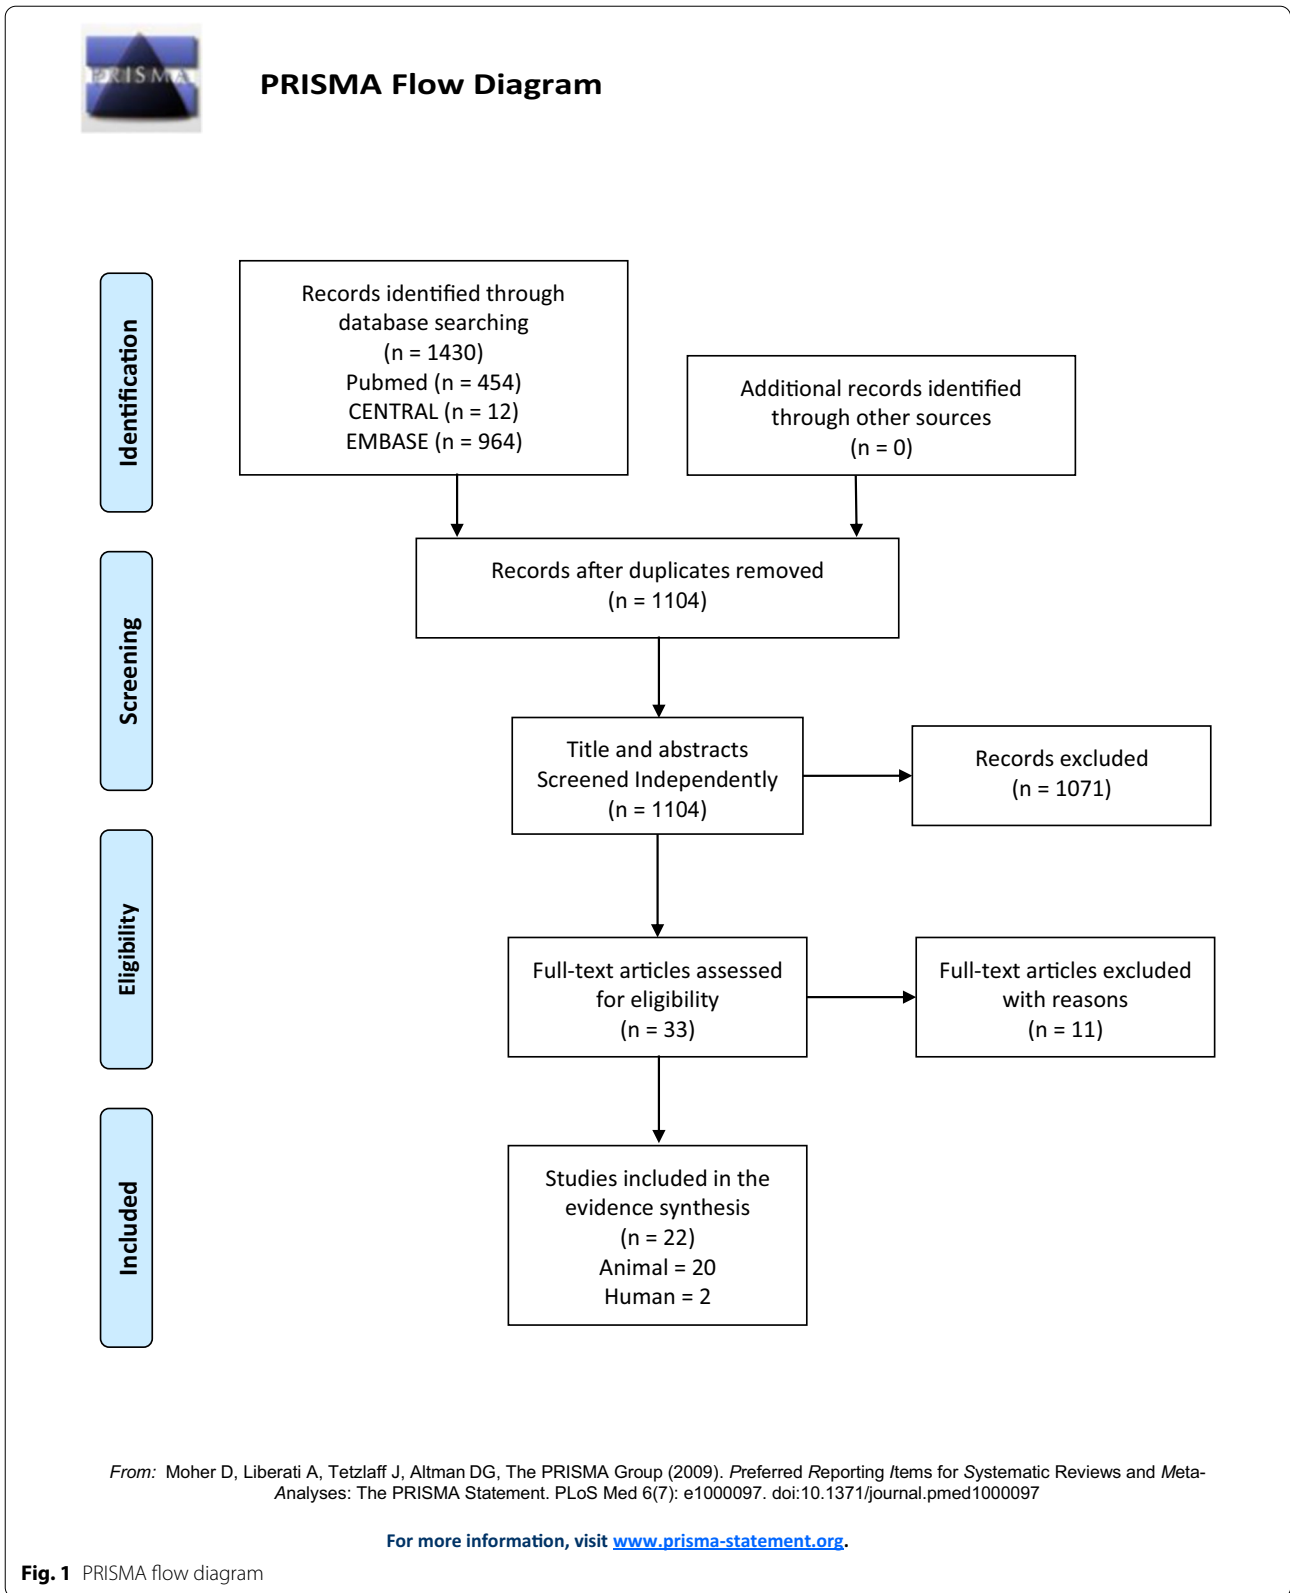 PRISMA
PRISMA Flow Diagram
Identification
Records identified through
database searching
(n = 1430)
Pubmed (n = 454)
CENTRAL (n = 12)
EMBASE (n = 964)
Additional records identified
through other sources
(n = 0)
Screening
Records after duplicates removed
(n = 1104)
Title and abstracts
Screened Independently
(n = 1104)
Records excluded
(n = 1071)
Eligibility
Full-text articles assessed
for eligibility
(n = 33)
Full-text articles excluded
with reasons
(n = 11)
Included
Studies included in the
evidence synthesis
(n = 22)
Animal = 20
Human = 2
From: Moher D, Liberati A, Tetzlaff J, Altman DG, The PRISMA Group (2009). Preferred Reporting Items for Systematic Reviews and Meta-
Analyses: The PRISMA Statement. PLoS Med 6(7): e1000097. doi:10.1371/journal.pmed1000097
For more information, visit www.prisma-statement.org.
Fig. 1 PRISMA flow diagram